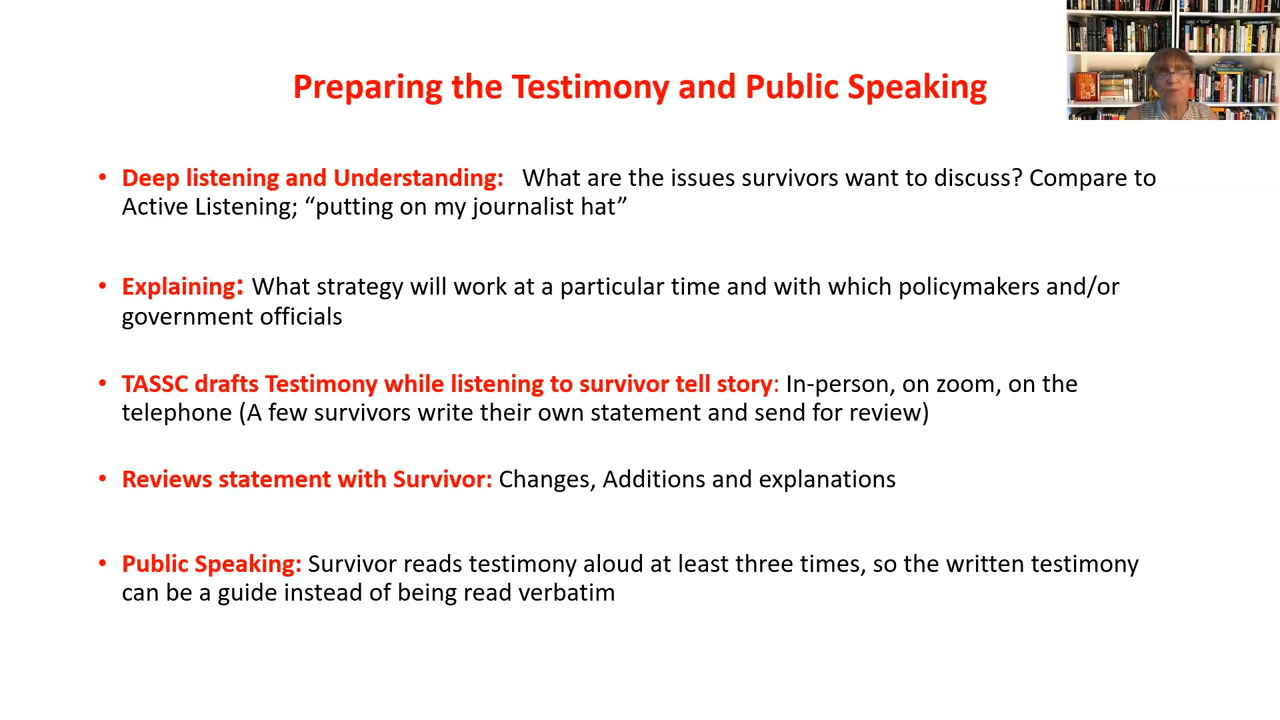 Preparing the Testimony and Public Speaking
• Deep listening and Understanding: What are the issues survivors want to discuss? Compare to
Active Listening; “putting on my journalist hat”
• Explaining: What strategy will work at a particular time and with which policymakers and/or
government officials
• TASSC drafts Testimony while listening to survivor tell story: In-person, on zoom, on the
telephone (A few survivors write their own statement and send for review)
• Reviews statement with Survivor: Changes, Additions and explanations
• Public Speaking: Survivor reads testimony aloud at least three times, so the written testimony
can be a guide instead of being read verbatim